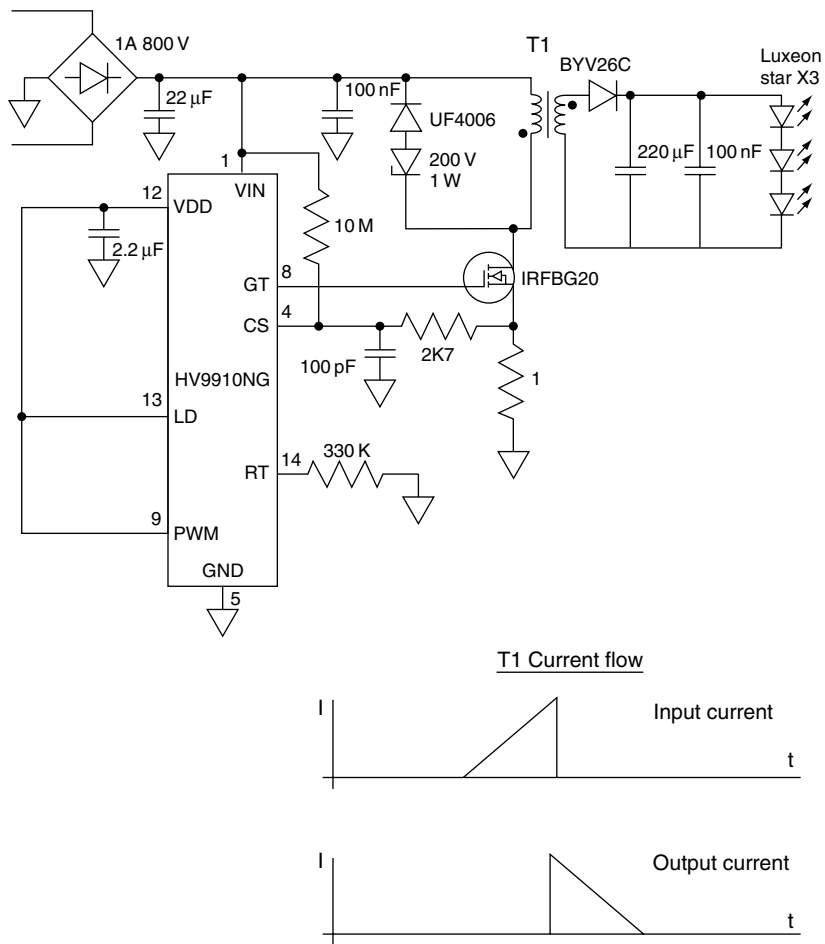 1A 800 V
T1
BYV26C
Luxeon
star X3
22 µF
100 nF
UF4006
200 V
1 W
220 µF
100 nF
1
VIN
12
VDD
10 M
2.2 µF
8
GT
IRFBG20
4
CS
100 pF
2K7
HV9910NG
1
13
LD
14
330 K
RT
9
PWM
GND
5
T1 Current flow
I
Input current
t
I
Output current
t